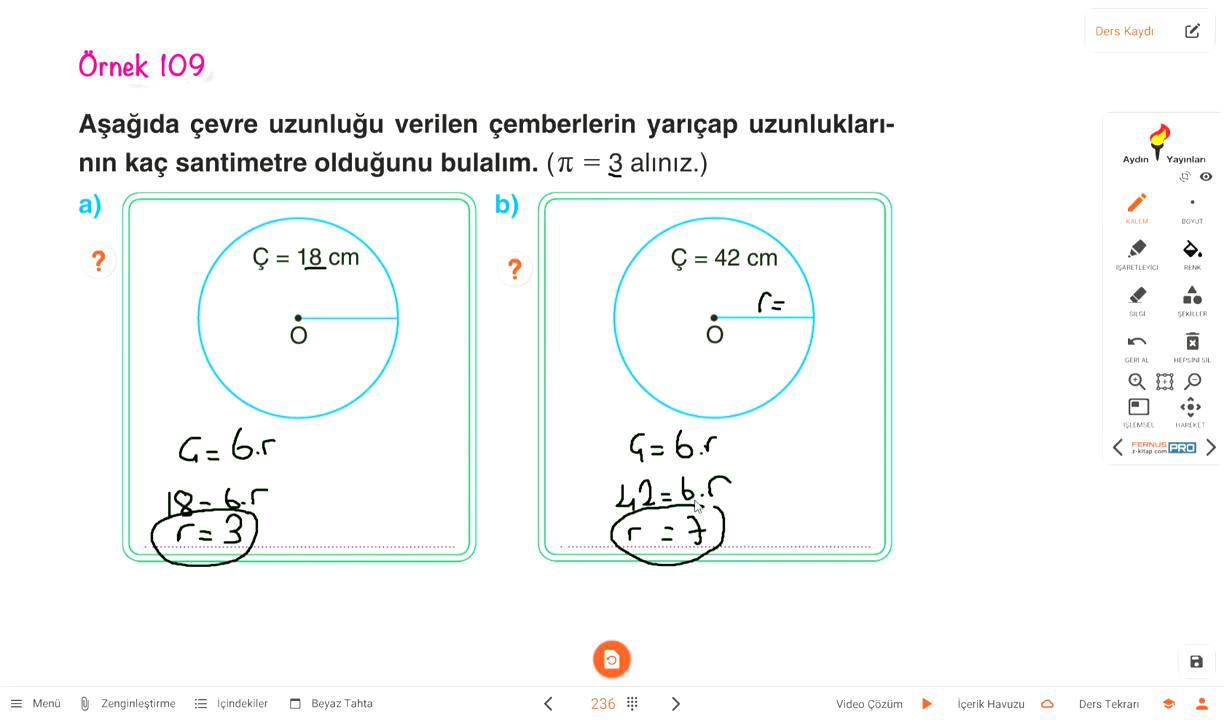 Ders Kaydı
Örnek 109
Aşağıda çevre uzunluğu verilen çemberlerin yarıçap uzunlukları-
nın kaç santimetre olduğunu bulalım. (π = 3 alınız.)
a)
?
Ç = 18 cm
O
Ç = 6.r
18 = 6.r
r = 3
b)
?
Ç = 42 cm
r =
O
Ç = 6.r
42 = 6.r
r = 7
Aydın Yayınları
KALEM
BOYUT
İŞARETLEYİCİ
RENK
SİLGİ
ŞEKİLLER
GERİ AL
HEPSİNİ SİL
İŞLEMSEL
HAREKET
FERNUS
z-kitap.com PRO
Menü
Zenginleştirme
İçindekiler
Beyaz Tahta
236
Video Çözüm
İçerik Havuzu
Ders Tekrarı